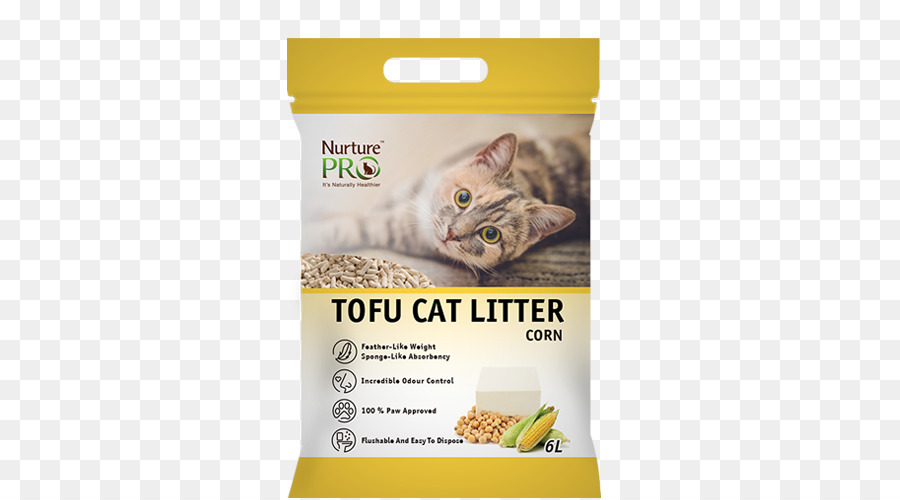 Nurture™
PRO
It's Naturally Healthier
TOFU CAT LITTER
CORN
Feather-Like Weight
Sponge-Like Absorbency
Incredible Odour Control
100 % Paw Approved
Flushable And Easy To Dispose
6L